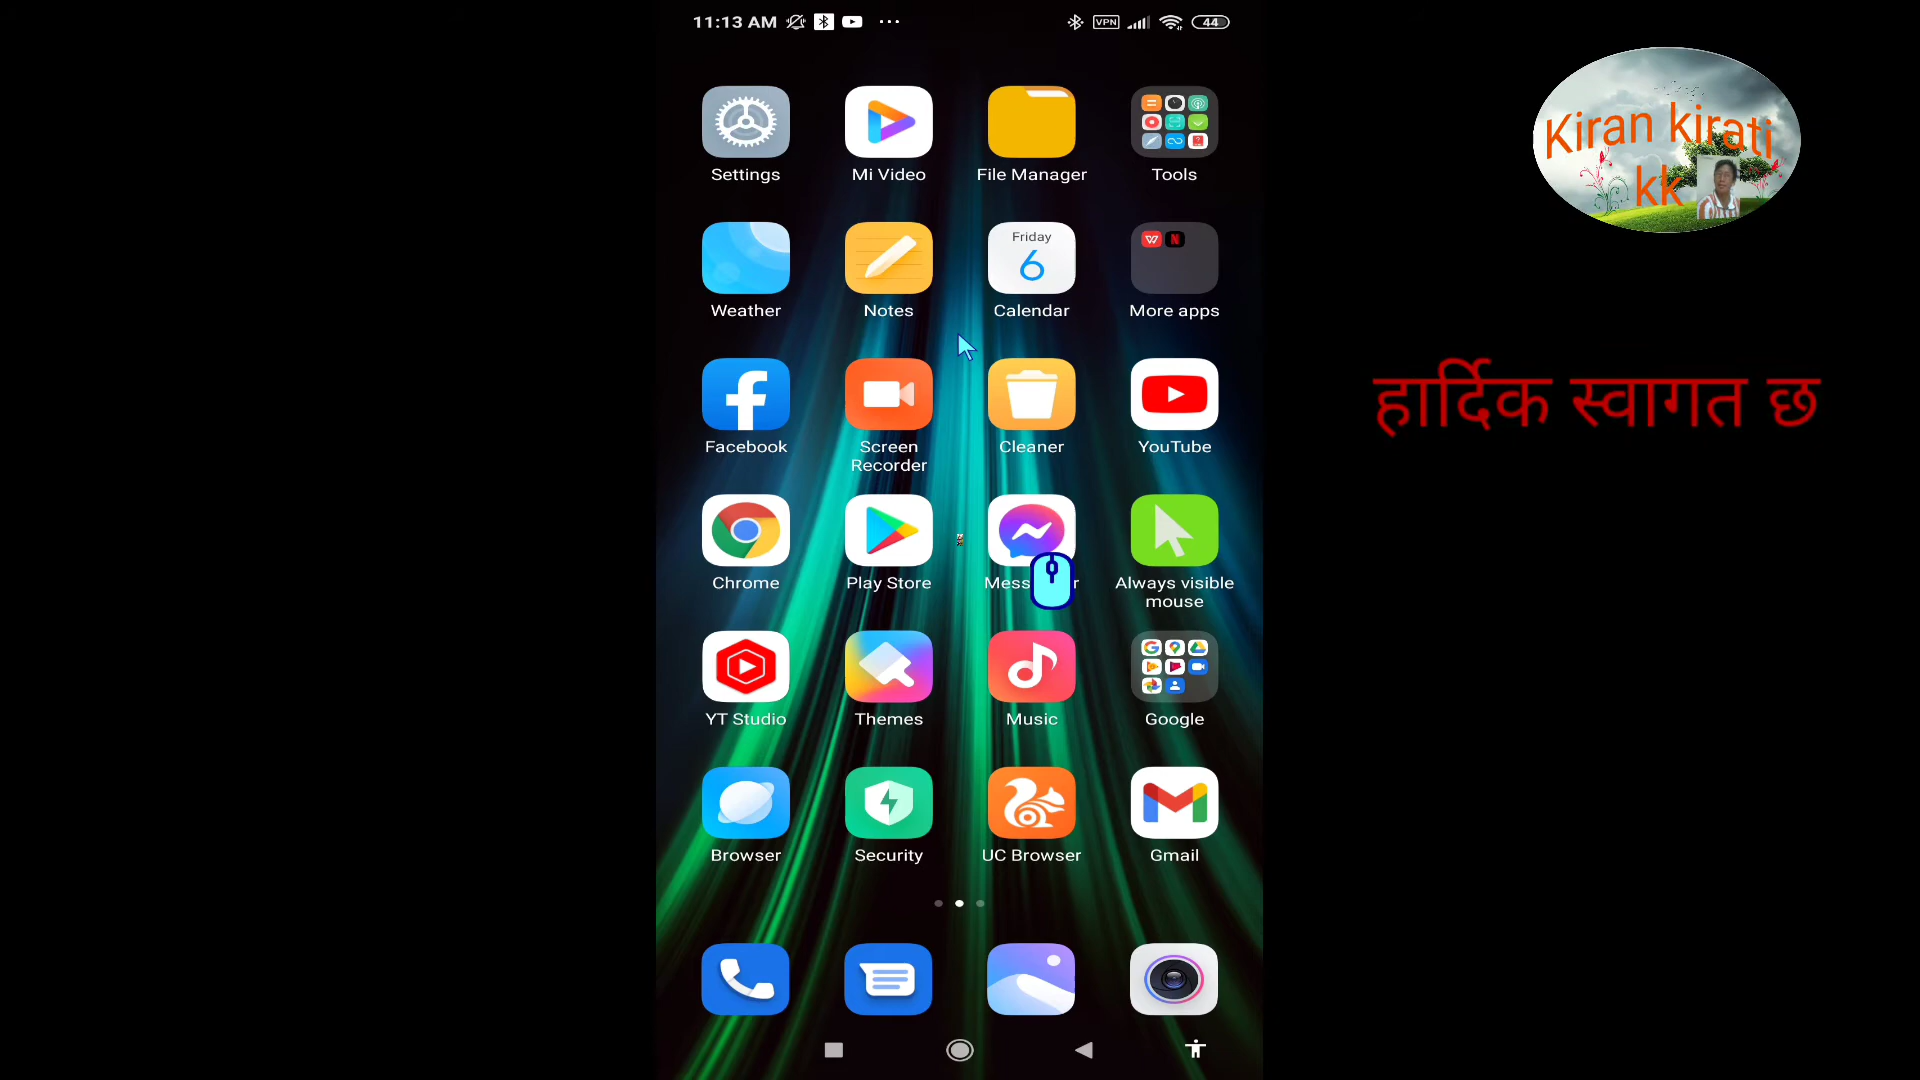 11:13 AM
VPN
44
Settings
Mi Video
File Manager
Tools
Weather
Notes
Friday
6
Calendar
More apps
Facebook
Screen
Recorder
Cleaner
YouTube
Chrome
Play Store
Always visible
mouse
YT Studio
Themes
Music
Google
Browser
Security
UC Browser
Gmail
Kiran kirati
kk
हार्दिक स्वागत छ